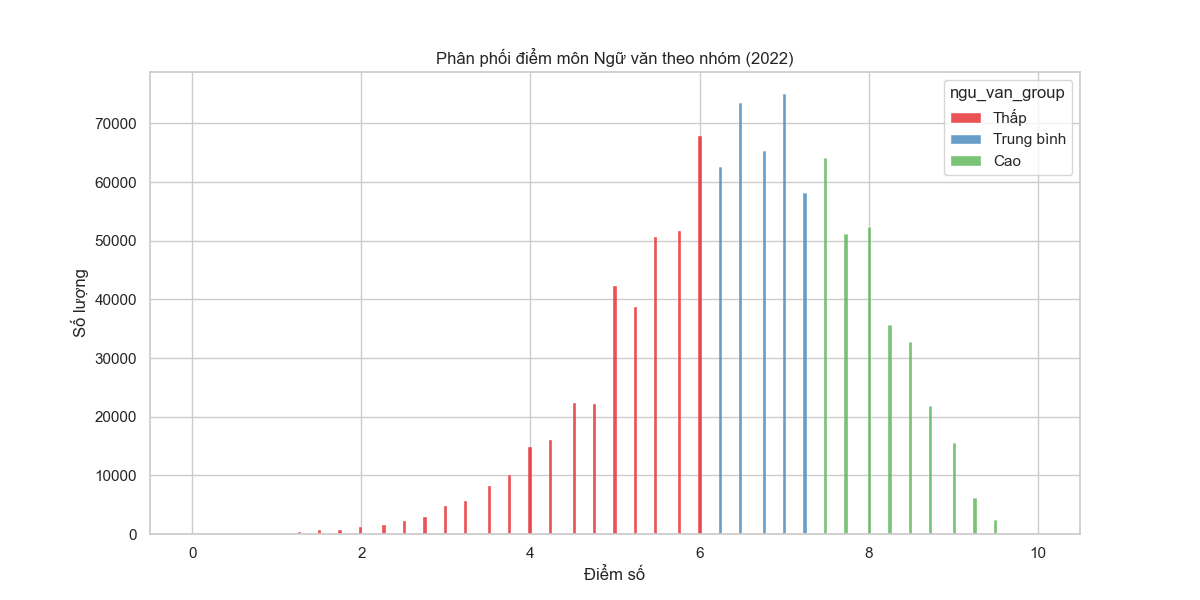 Phân phối điểm môn Ngữ văn theo nhóm (2022)
ngu_van_group
Thấp
Trung bình
Cao
Số lượng
70000
60000
50000
40000
30000
20000
10000
0
0 2 4 6 8 10
Điểm số